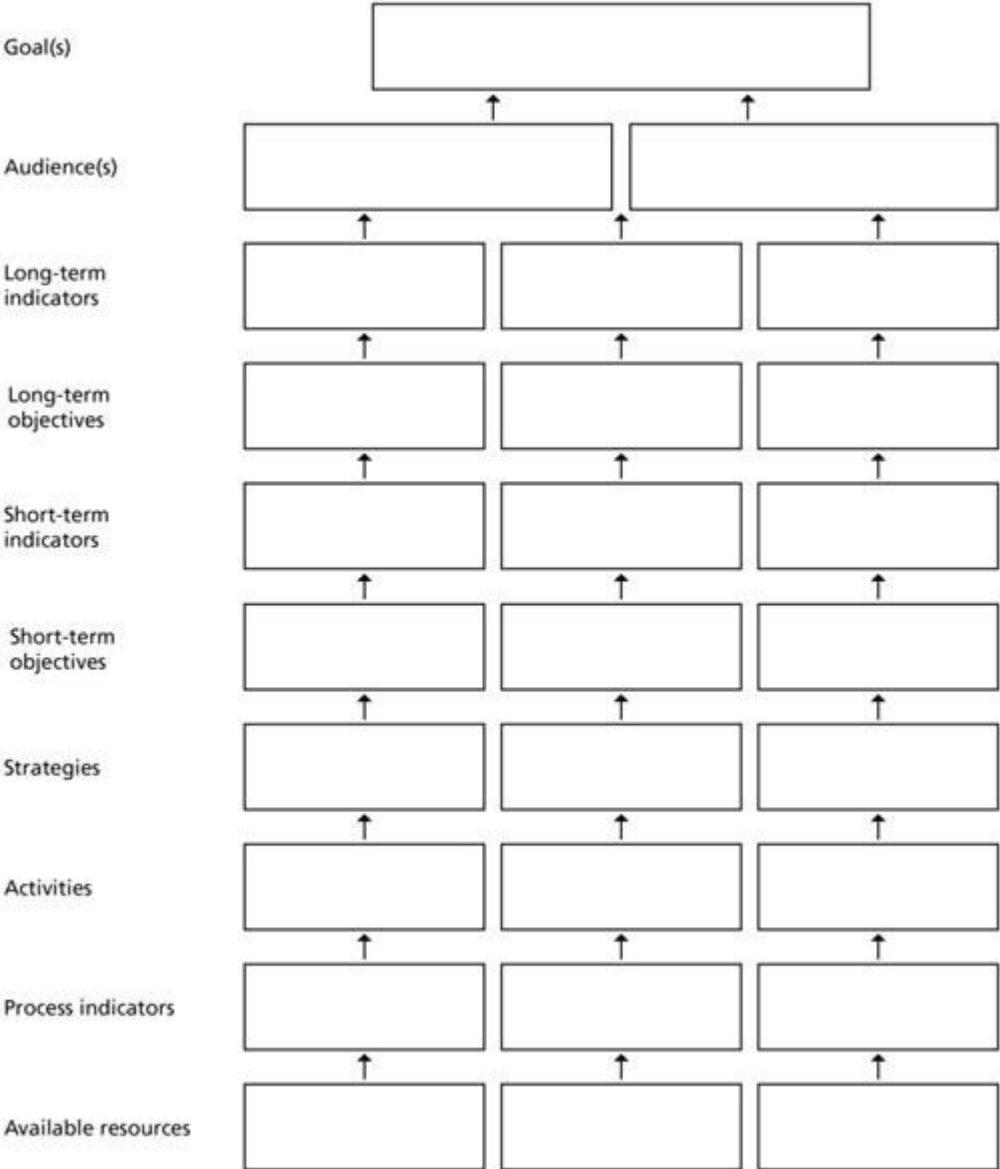 Goal(s)
Audience(s)
Long-term
indicators
Long-term
objectives
Short-term
indicators
Short-term
objectives
Strategies
Activities
Process indicators
Available resources